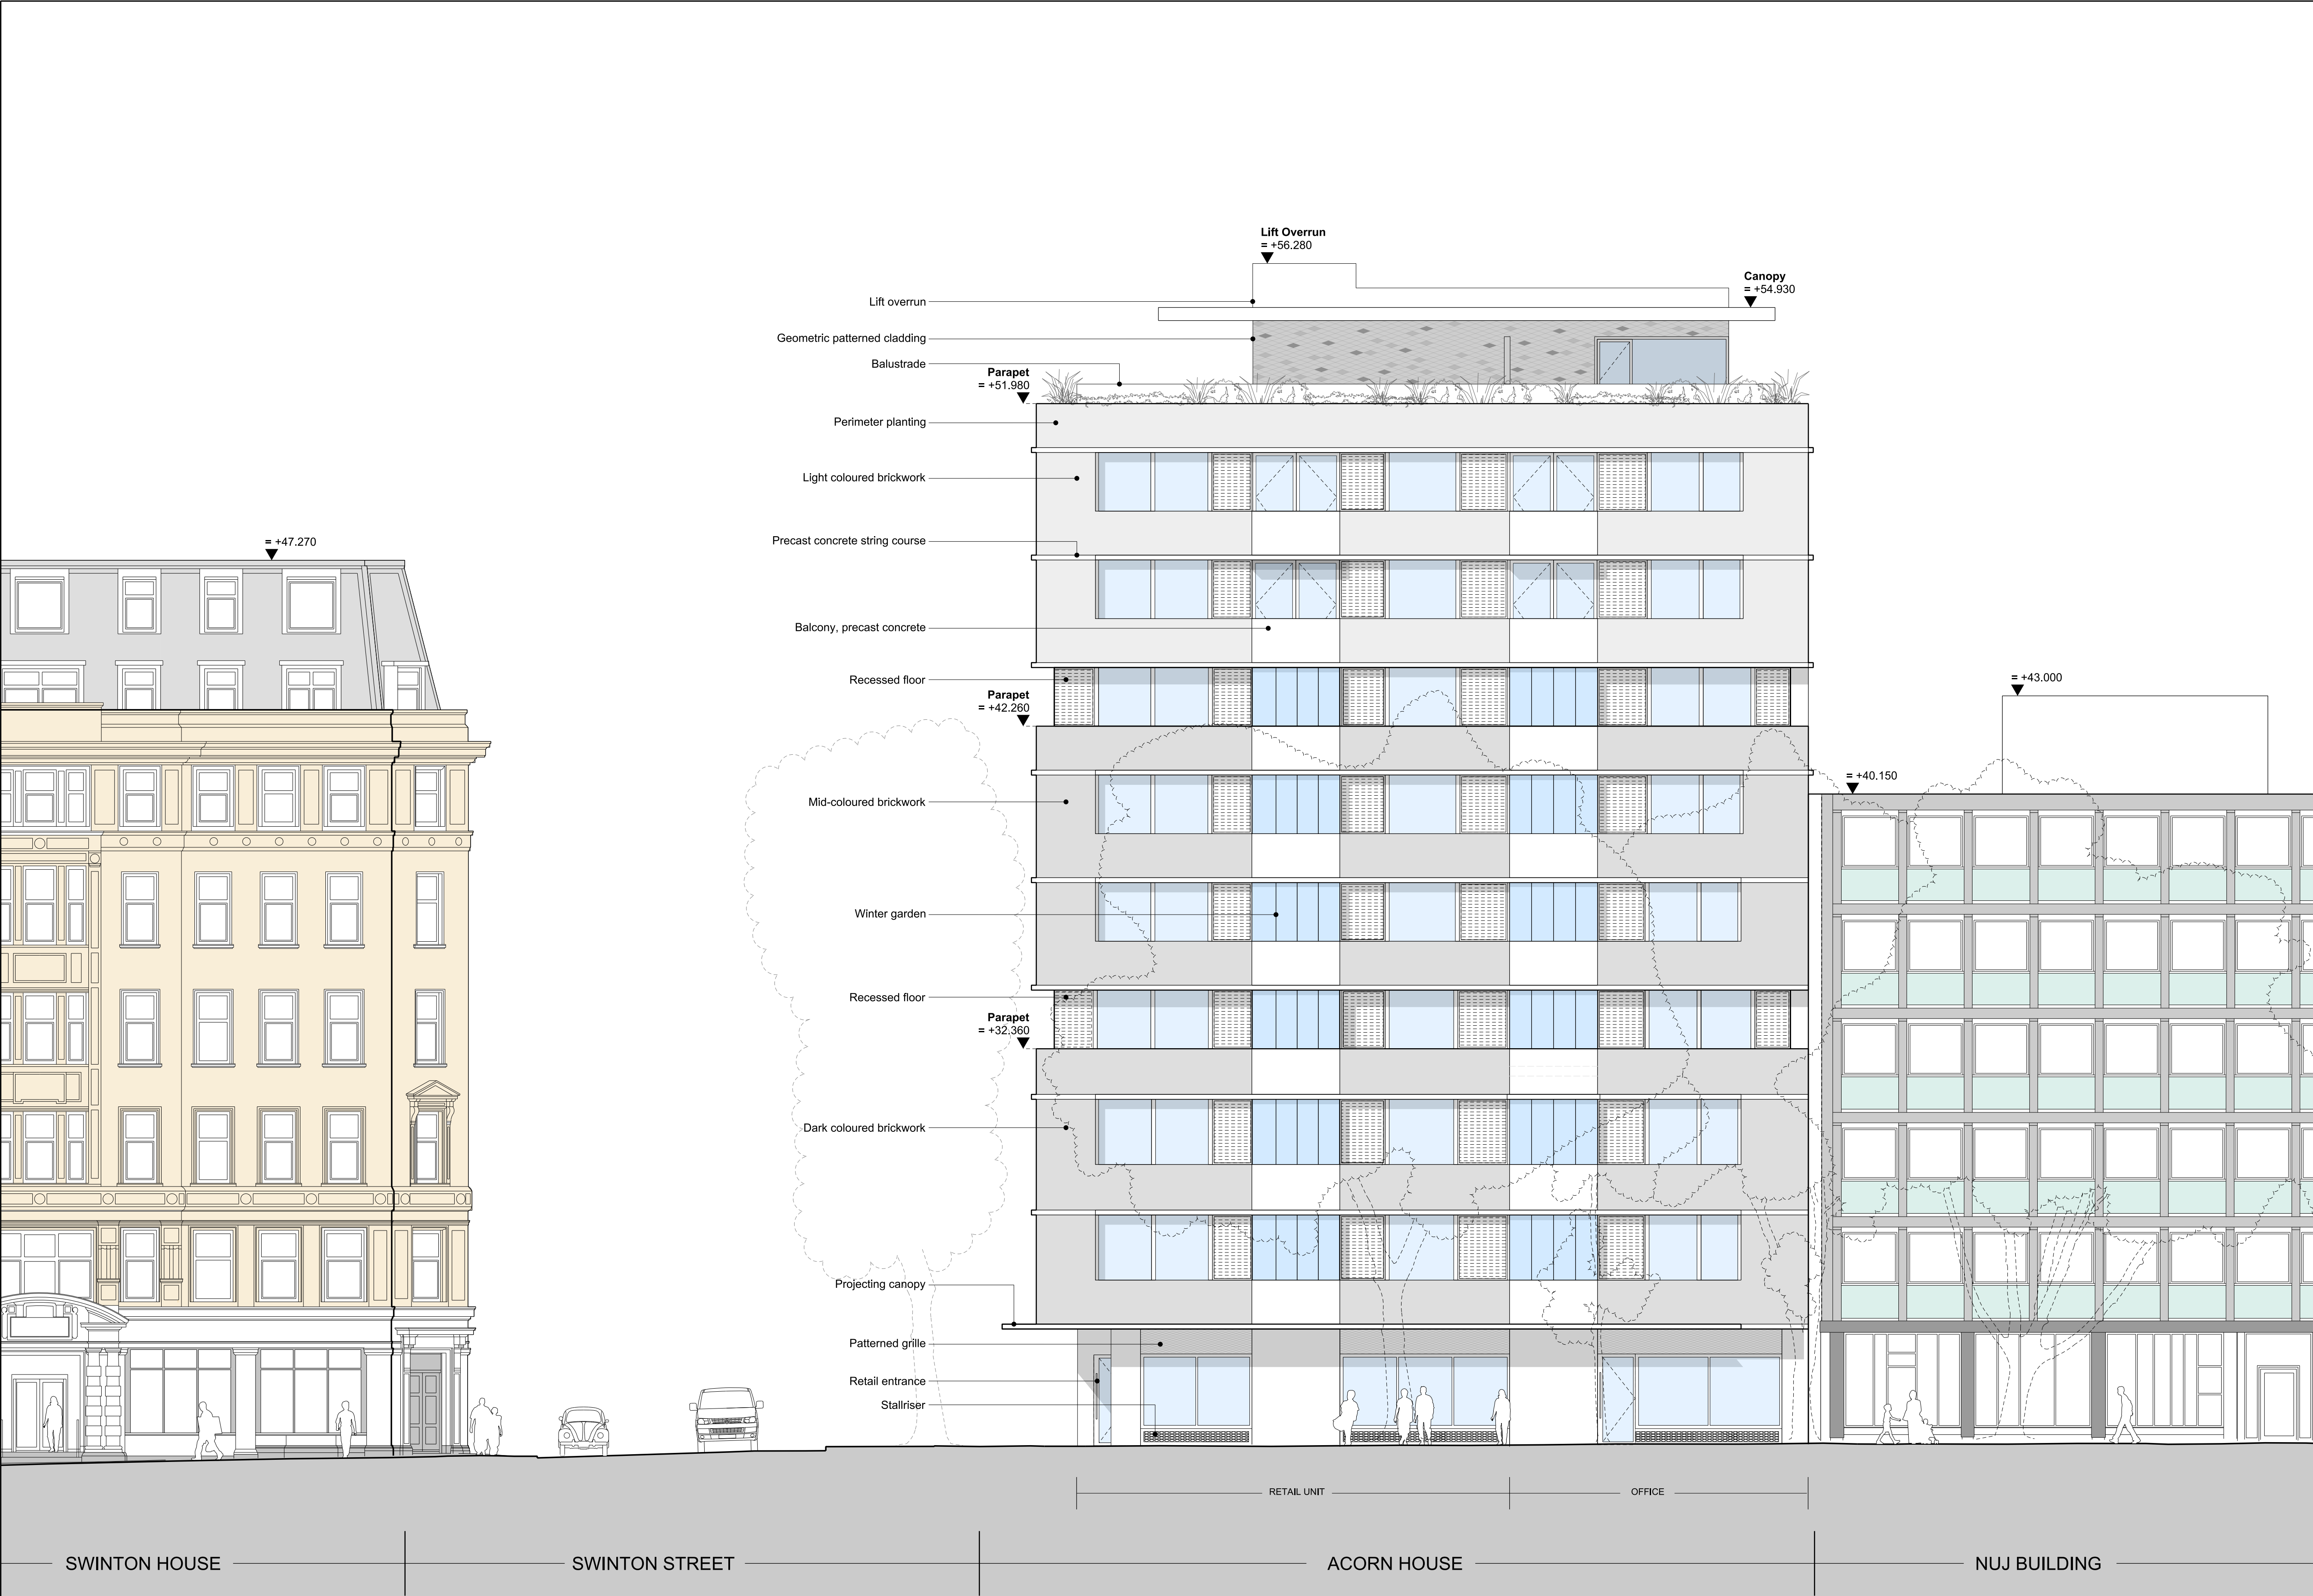 Lift Overrun
= +56.280
Canopy
= +54.930
Lift overrun
Geometric patterned cladding
Balustrade
Parapet
= +51.980
Perimeter planting
Light coloured brickwork
Precast concrete string course
= +47.270
Balcony, precast concrete
Recessed floor
= +43.000
Parapet
= +42.260
= +40.150
Mid-coloured brickwork
Winter garden
Recessed floor
Parapet
= +32.360
Dark coloured brickwork
Projecting canopy
Patterned grille
Retail entrance
Stallriser
RETAIL UNIT
OFFICE
SWINTON HOUSE
SWINTON STREET
ACORN HOUSE
NUJ BUILDING